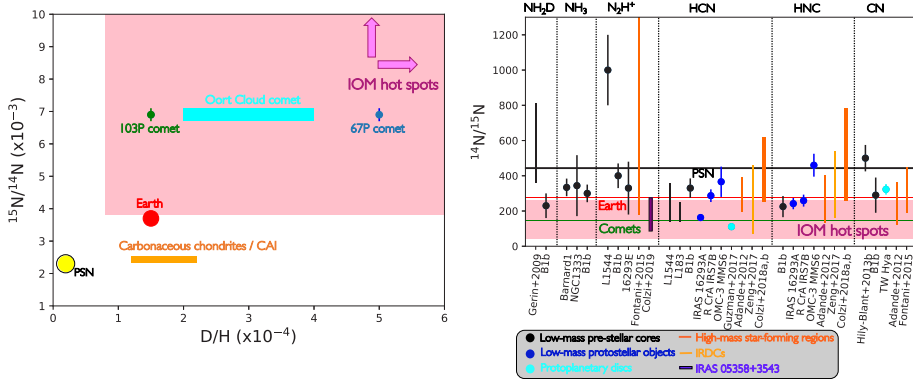 10
9
8
7
6
5
4
3
2
1
¹⁵N/¹⁴N (x10⁻³)
IOM hot spots
Oort Cloud comet
103P comet
67P comet
Earth
Carbonaceous chondrites / CAI
PSN
0
1
2
3
4
5
6
D/H (x10⁻⁴)
NH₂D
NH₃
N₂H⁺
HCN
HNC
CN
1200
1000
800
600
400
200
0
¹⁴N/¹⁵N
PSN
Earth
Comets
IOM hot spots
Gerin+2009
B1b
Barnard1
NGC1333
B1b
L1544
B1b
16293E
Fontani+2015
Colzi+2019
L1544
L183
B1b
IRAS 16293A
R CrA IRS7B
OMC-3 MMS6
Guzman+2017
Adande+2012
Zeng+2017
Colzi+2018a,b
B1b
IRAS 16293A
R CrA IRS7B
OMC-3 MMS6
Adande+2012
Zeng+2017
Colzi+2018a,b
Hily-Blant+2013b
B1b
TW Hya
Adande+2012
Fontani+2015
Low-mass pre-stellar cores
Low-mass protostellar objects
Protoplanetary discs
High-mass star-forming regions
IRDCs
IRAS 05358+3543